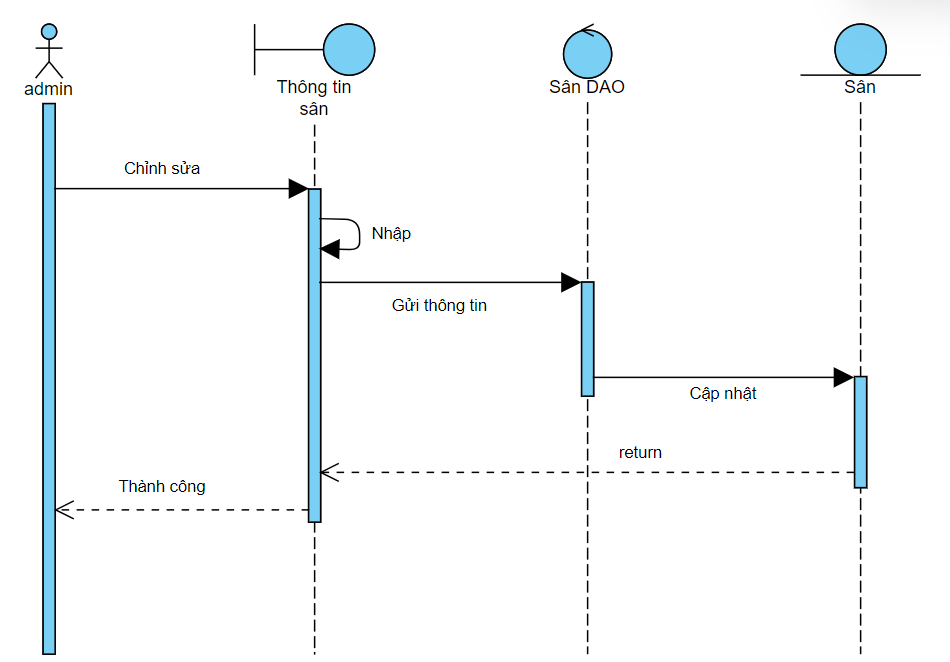 admin
Thông tin
sân
Sân DAO
Sân
Chỉnh sửa
Nhập
Gửi thông tin
Cập nhật
return
Thành công